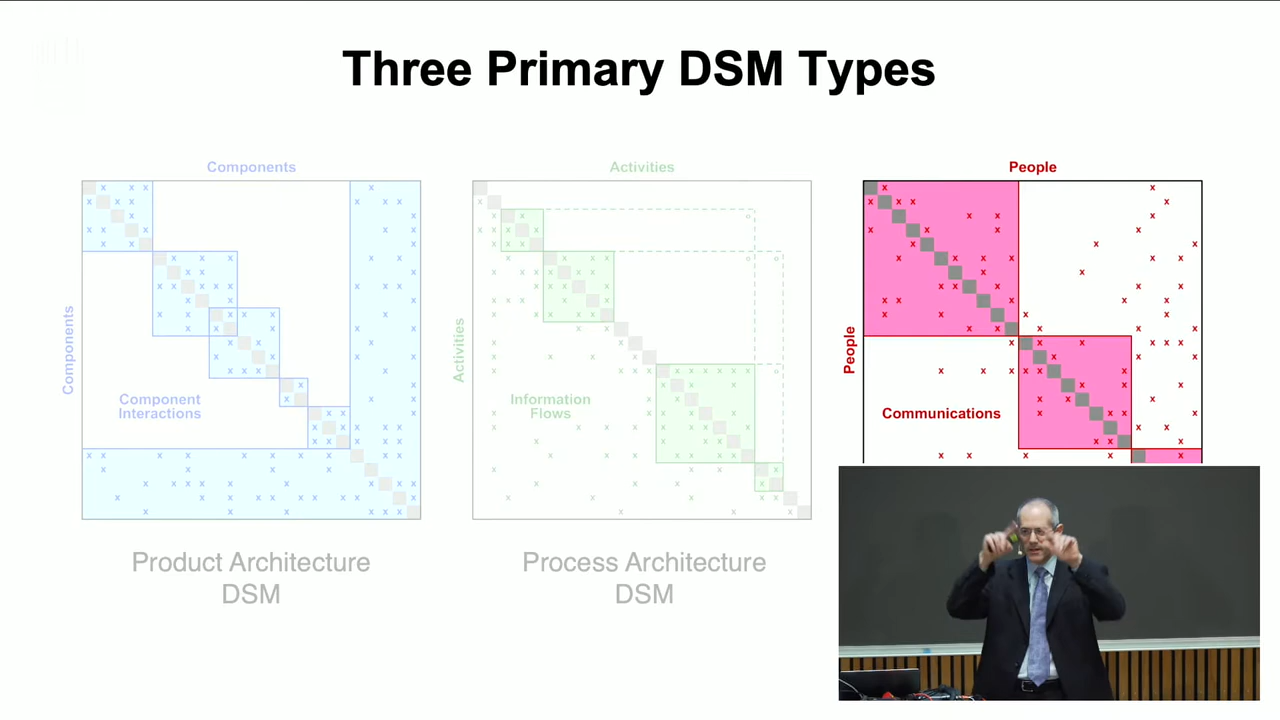 Three Primary DSM Types
Components
Components
Component
Interactions
Product Architecture
DSM
Activities
Activities
Information
Flows
Process Architecture
DSM
People
People
Communications